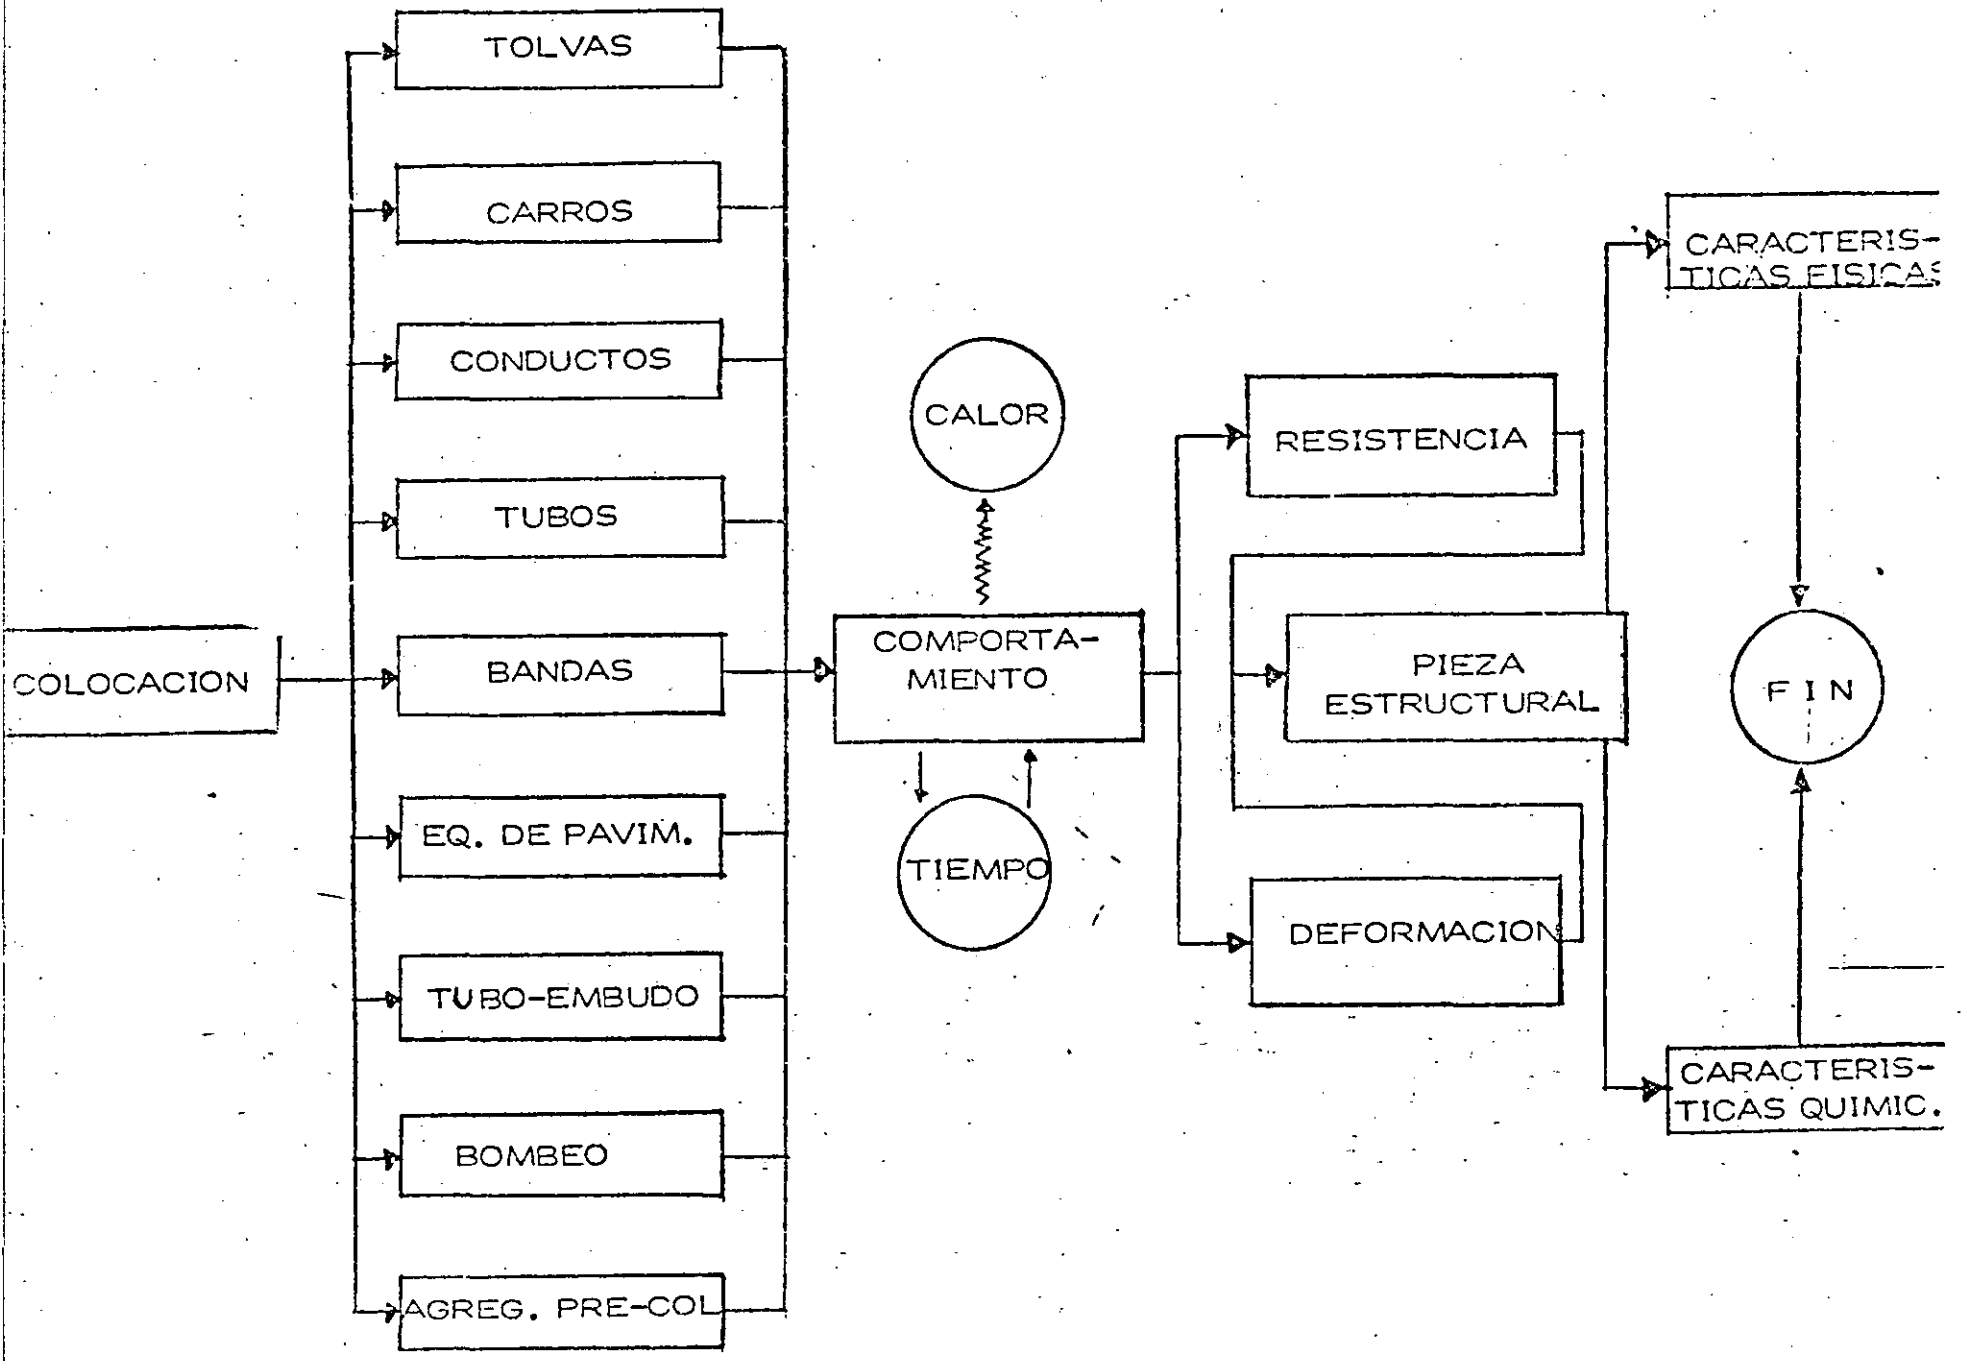 COLOCACION
TOLVAS
CARROS
CONDUCTOS
TUBOS
BANDAS
EQ. DE PAVIM.
TUBO-EMBUDO
BOMBEO
AGREG. PRE-COL
CALOR
COMPORTA-
MIENTO
TIEMPO
RESISTENCIA
PIEZA
ESTRUCTURAL
DEFORMACION
CARACTERIS-
TICAS FISICAS
FIN
CARACTERIS-
TICAS QUIMIC.